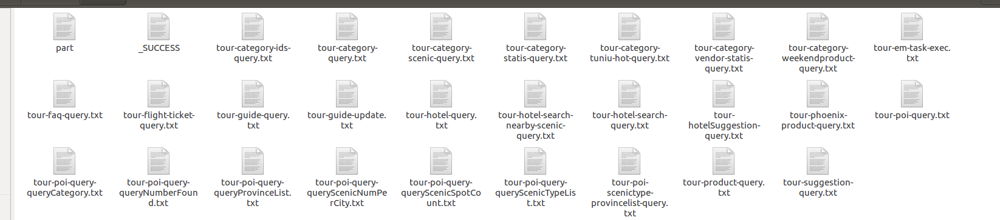 part
_SUCCESS
tour-category-ids-
query.txt
tour-category-
query.txt
tour-category-
scenic-query.txt
tour-category-
statis-query.txt
tour-category-
tuniu-hot-query.txt
tour-category-
vendor-statis-
query.txt
tour-category-
weekendproduct-
query.txt
tour-em-task-exec.
txt
tour-faq-query.txt
tour-flight-ticket-
query.txt
tour-guide-query.
txt
tour-guide-update.
txt
tour-hotel-query.
txt
tour-hotel-search-
nearby-scenic-
query.txt
tour-hotel-search-
query.txt
tour-
hotelSuggestion-
query.txt
tour-phoenix-
product-query.txt
tour-poi-query.txt
tour-poi-query-
queryCategory.txt
tour-poi-query-
queryNumberFoun
d.txt
tour-poi-query-
queryProvinceList.
txt
tour-poi-query-
queryScenicNumPe
rCity.txt
tour-poi-query-
queryScenicSpotCo
unt.txt
tour-poi-query-
queryScenicTypeLis
t.txt
tour-poi-
scenictype-
provincelist-query.
txt
tour-product-query.
txt
tour-suggestion-
query.txt